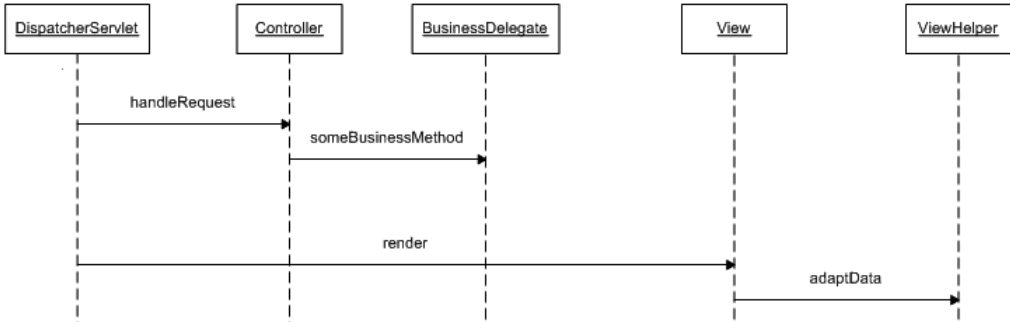 DispatcherServlet
Controller
BusinessDelegate
View
ViewHelper
handleRequest
someBusinessMethod
render
adaptData